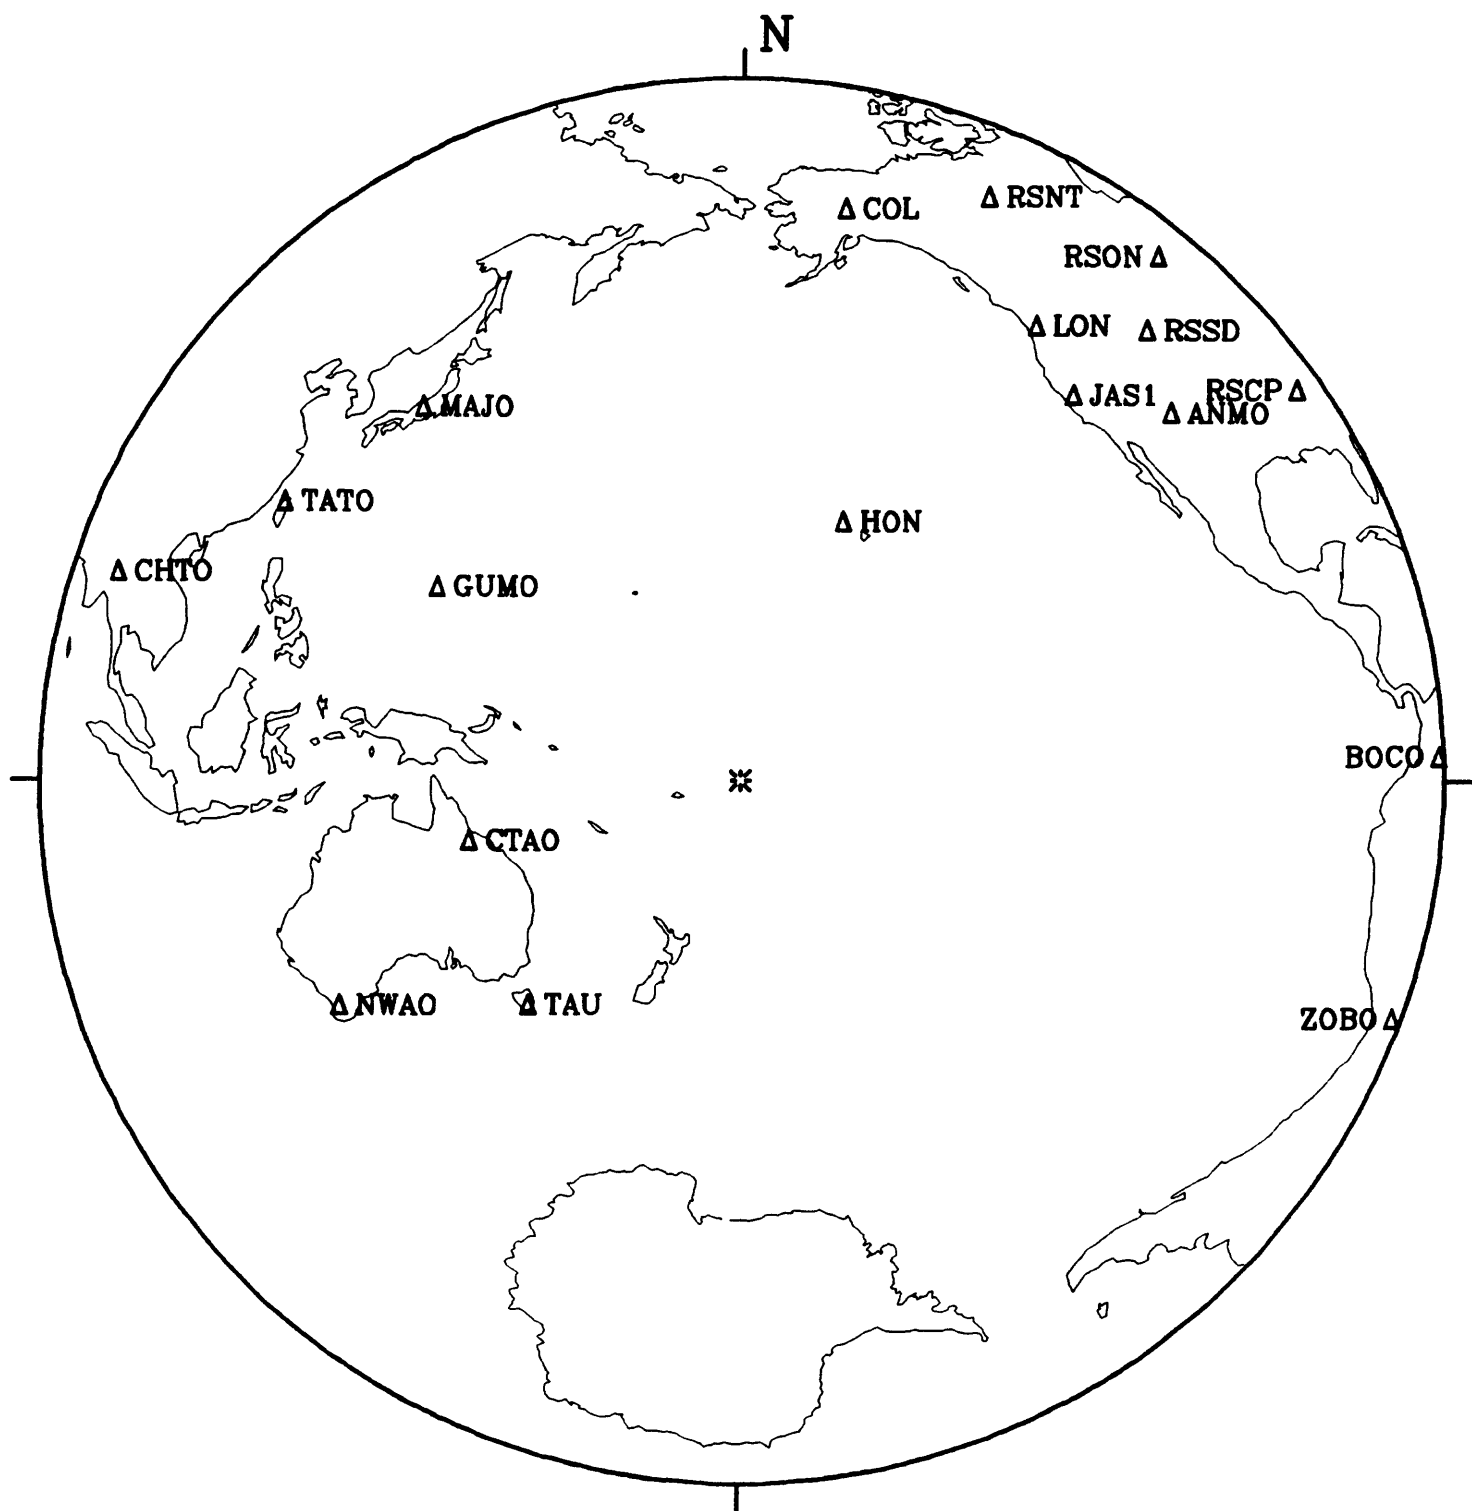 N
COL
RSNT
RSON
LON
RSSD
RSCP
JAS1
ANMO
MAJO
TATO
HON
CHTO
GUMO
BOCO
CTAO
NWAO
TAU
ZOBO